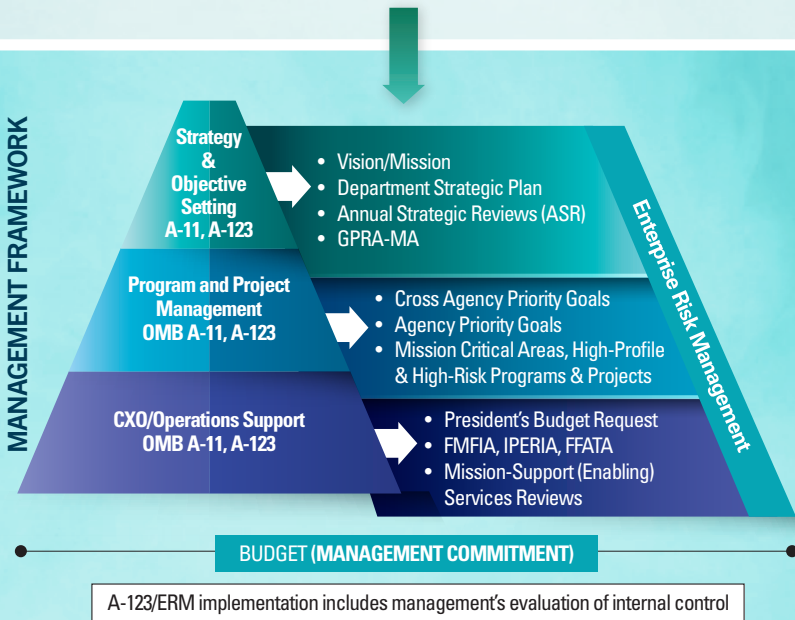 MANAGEMENT FRAMEWORK
Strategy
&
Objective
Setting
A-11, A-123
• Vision/Mission
• Department Strategic Plan
• Annual Strategic Reviews (ASR)
• GPRA-MA
Program and Project
Management
OMB A-11, A-123
• Cross Agency Priority Goals
• Agency Priority Goals
• Mission Critical Areas, High-Profile
& High-Risk Programs & Projects
CXO/Operations Support
OMB A-11, A-123
• President’s Budget Request
• FMFIA, IPERIA, FFATA
• Mission-Support (Enabling)
Services Reviews
Enterprise Risk Management
BUDGET (MANAGEMENT COMMITMENT)
A-123/ERM implementation includes management’s evaluation of internal control